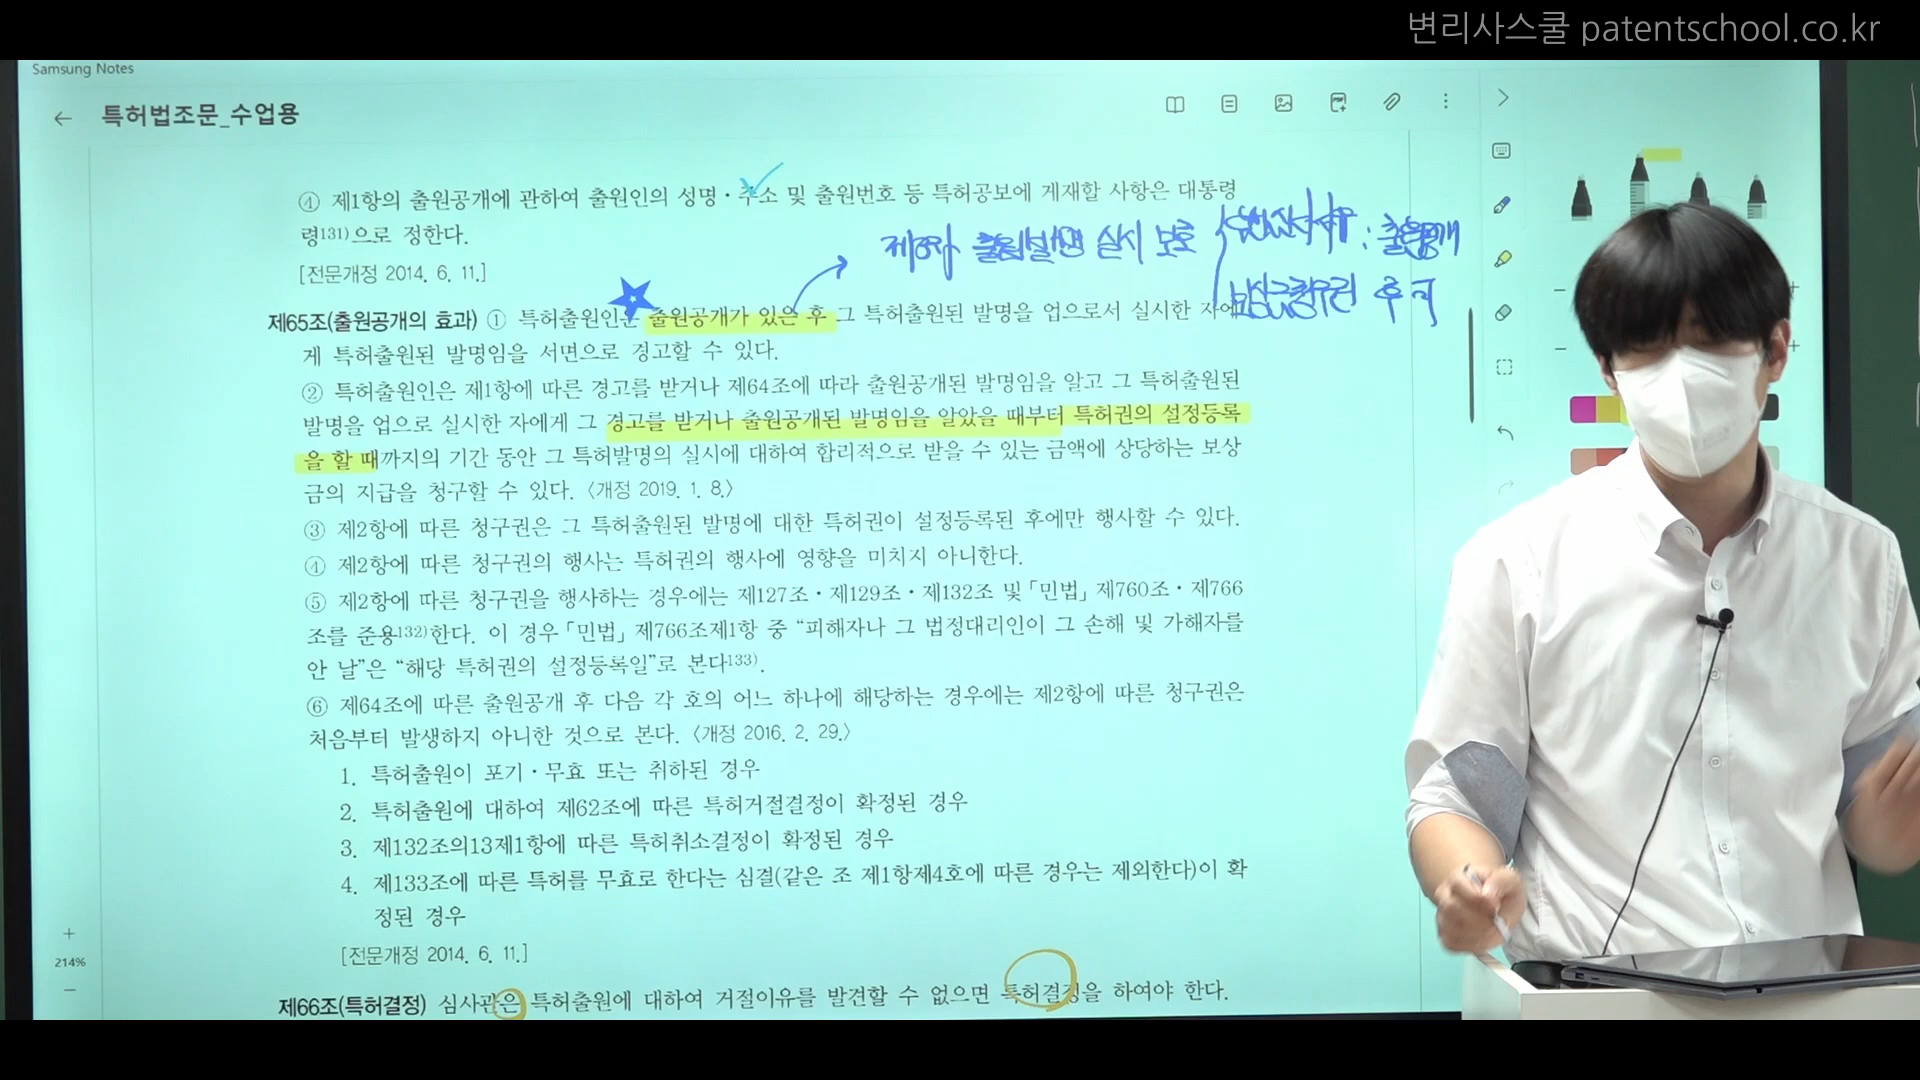 변리사스쿨 patentschool.co.kr
Samsung Notes
특허법조문_수업용
④ 제1항의 출원공개에 관하여 출원인의 성명·주소 및 출원번호 등 특허공보에 게재할 사항은 대통령
령131)으로 정한다.
[전문개정 2014. 6. 11.]
제3자 출원발명 실시 보호
: 출원공개
보상금청구권
제65조(출원공개의 효과) ① 특허출원인은 출원공개가 있은 후 그 특허출원된 발명을 업으로서 실시한 자에
게 특허출원된 발명임을 서면으로 경고할 수 있다.
② 특허출원인은 제1항에 따른 경고를 받거나 제64조에 따라 출원공개된 발명임을 알고 그 특허출원된
발명을 업으로 실시한 자에게 그 경고를 받거나 출원공개된 발명임을 알았을 때부터 특허권의 설정등록
을 할 때까지의 기간 동안 그 특허발명의 실시에 대하여 합리적으로 받을 수 있는 금액에 상당하는 보상
금의 지급을 청구할 수 있다. <개정 2019. 1. 8.>
③ 제2항에 따른 청구권은 그 특허출원된 발명에 대한 특허권이 설정등록된 후에만 행사할 수 있다.
④ 제2항에 따른 청구권의 행사는 특허권의 행사에 영향을 미치지 아니한다.
⑤ 제2항에 따른 청구권을 행사하는 경우에는 제127조·제129조·제132조 및 「민법」 제760조·제766
조를 준용132)한다. 이 경우 「민법」 제766조제1항 중 “피해자나 그 법정대리인이 그 손해 및 가해자를
안 날”은 “해당 특허권의 설정등록일”로 본다133).
⑥ 제64조에 따른 출원공개 후 다음 각 호의 어느 하나에 해당하는 경우에는 제2항에 따른 청구권은
처음부터 발생하지 아니한 것으로 본다. <개정 2016. 2. 29.>
1. 특허출원이 포기·무효 또는 취하된 경우
2. 특허출원에 대하여 제62조에 따른 특허거절결정이 확정된 경우
3. 제132조의13제1항에 따른 특허취소결정이 확정된 경우
4. 제133조에 따른 특허를 무효로 한다는 심결(같은 조 제1항제4호에 따른 경우는 제외한다)이 확
정된 경우
[전문개정 2014. 6. 11.]
제66조(특허결정) 심사관은 특허출원에 대하여 거절이유를 발견할 수 없으면 특허결정을 하여야 한다.
214%